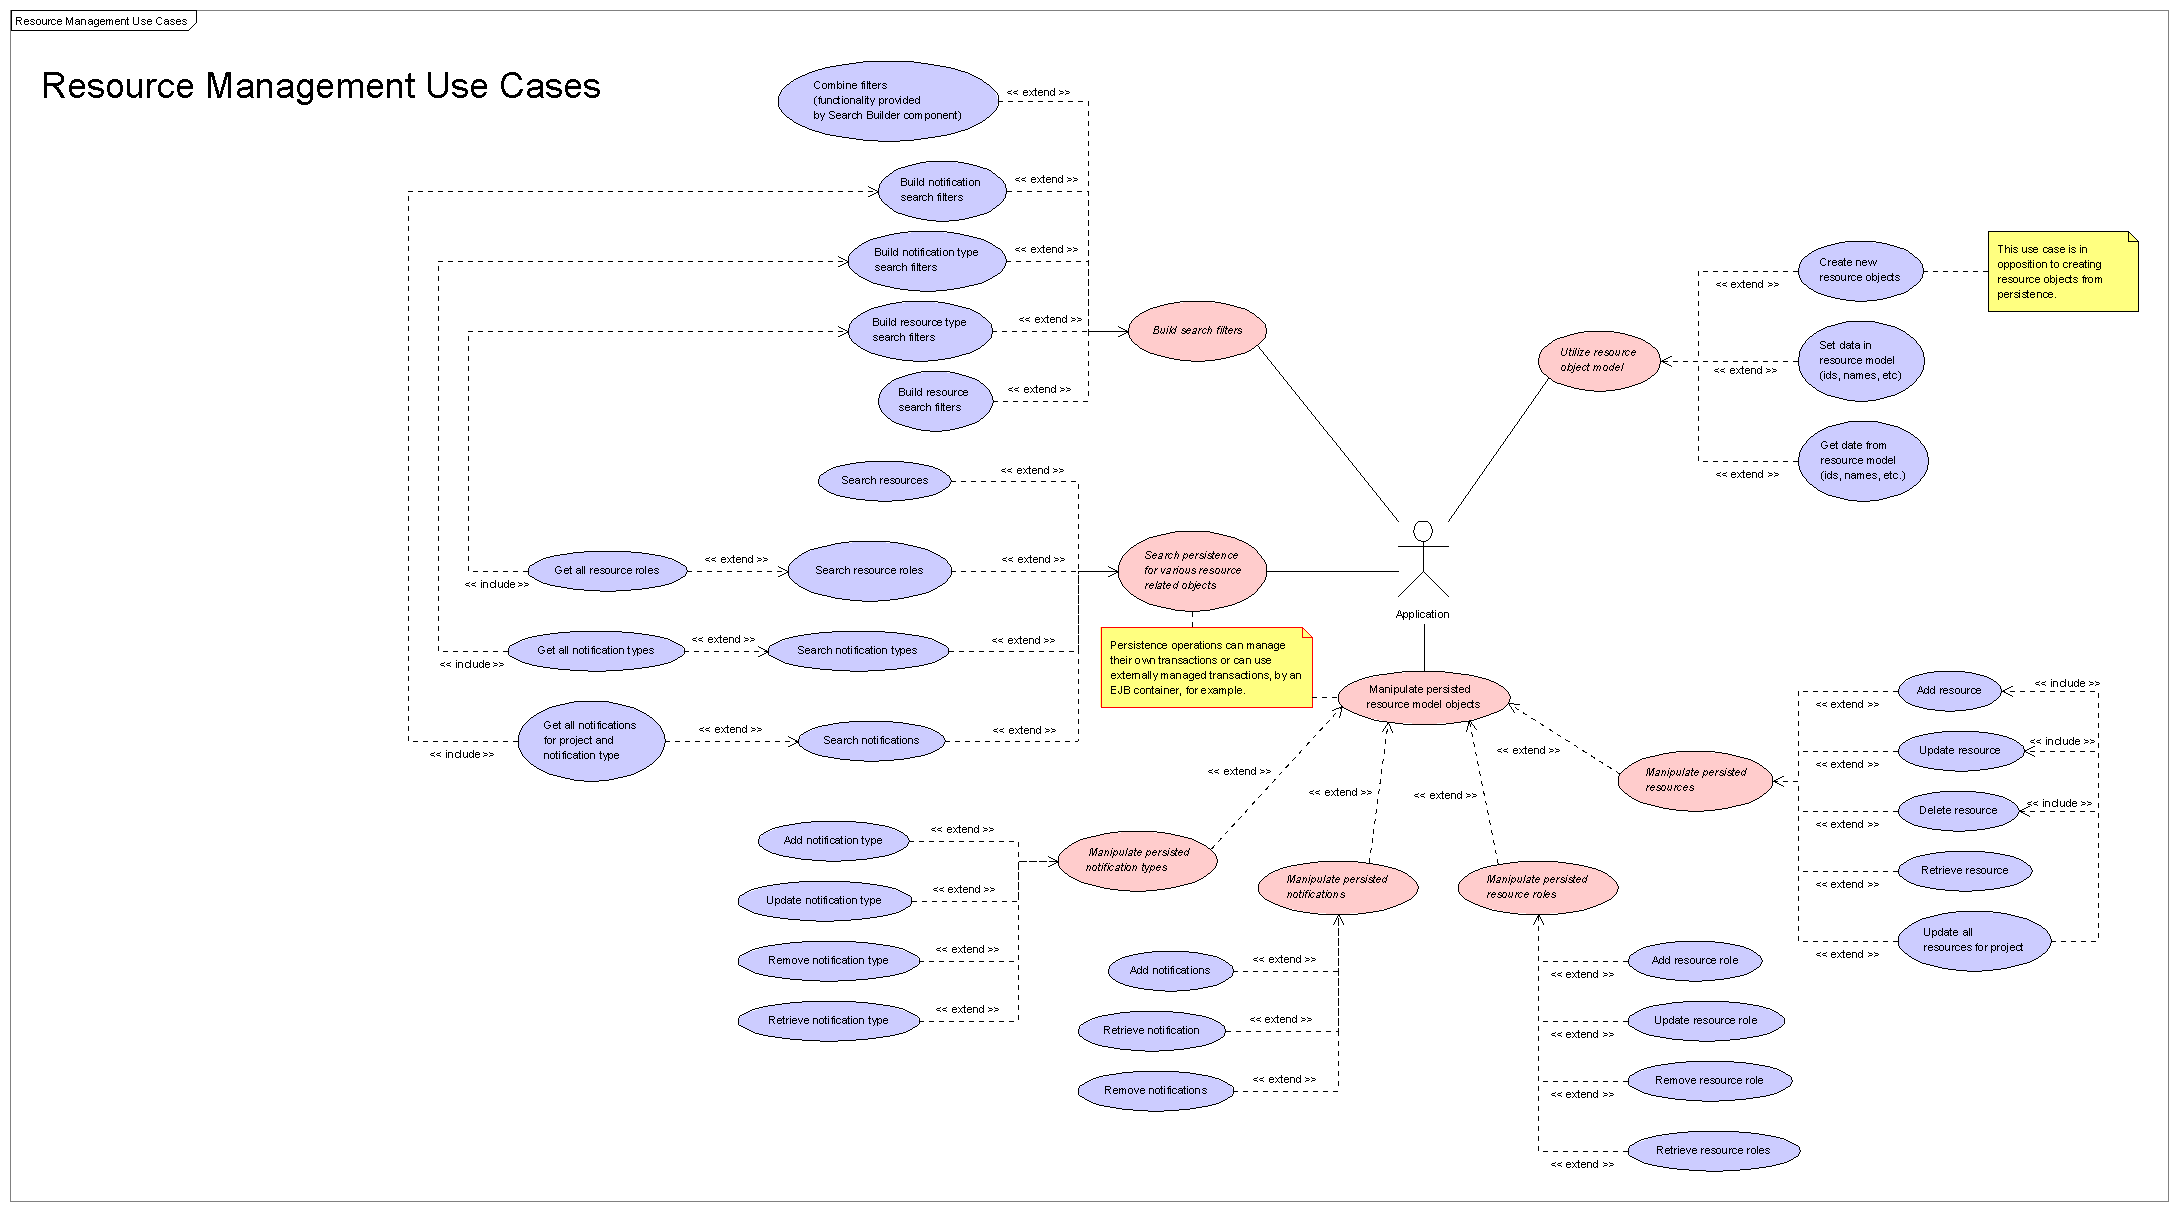 Resource Management Use Cases
Resource Management Use Cases
Combine filters
(functionality provided
by Search Builder component)
<< extend >>
Build notification
search filters
<< extend >>
Build notification type
search filters
<< extend >>
Build resource type
search filters
<< extend >>
Build resource
search filters
<< extend >>
Build search filters
Utilize resource
object model
Create new
resource objects
<< extend >>
This use case is in
opposition to creating
resource objects from
persistence.
Set data in
resource model
(ids, names, etc)
<< extend >>
Get date from
resource model
(ids, names, etc.)
<< extend >>
Search resources
<< extend >>
Get all resource roles
<< extend >>
<< include >>
Search resource roles
<< extend >>
Search persistence
for various resource
related objects
Application
Get all notification types
<< extend >>
<< include >>
Search notification types
<< extend >>
Persistence operations can manage
their own transactions or can use
externally managed transactions, by an
EJB container, for example.
Get all notifications
for project and
notification type
<< extend >>
<< include >>
Search notifications
<< extend >>
Manipulate persisted
resource model objects
<< extend >>
<< extend >>
<< extend >>
<< extend >>
Manipulate persisted
resources
Add resource
<< include >>
<< extend >>
Update resource
<< include >>
<< extend >>
Delete resource
<< include >>
<< extend >>
Retrieve resource
<< extend >>
Update all
resources for project
<< extend >>
Add notification type
<< extend >>
Manipulate persisted
notification types
Update notification type
<< extend >>
Remove notification type
<< extend >>
Retrieve notification type
<< extend >>
Manipulate persisted
notifications
Add notifications
<< extend >>
Retrieve notification
<< extend >>
Remove notifications
<< extend >>
Manipulate persisted
resource roles
Add resource role
<< extend >>
Update resource role
<< extend >>
Remove resource role
<< extend >>
Retrieve resource roles
<< extend >>